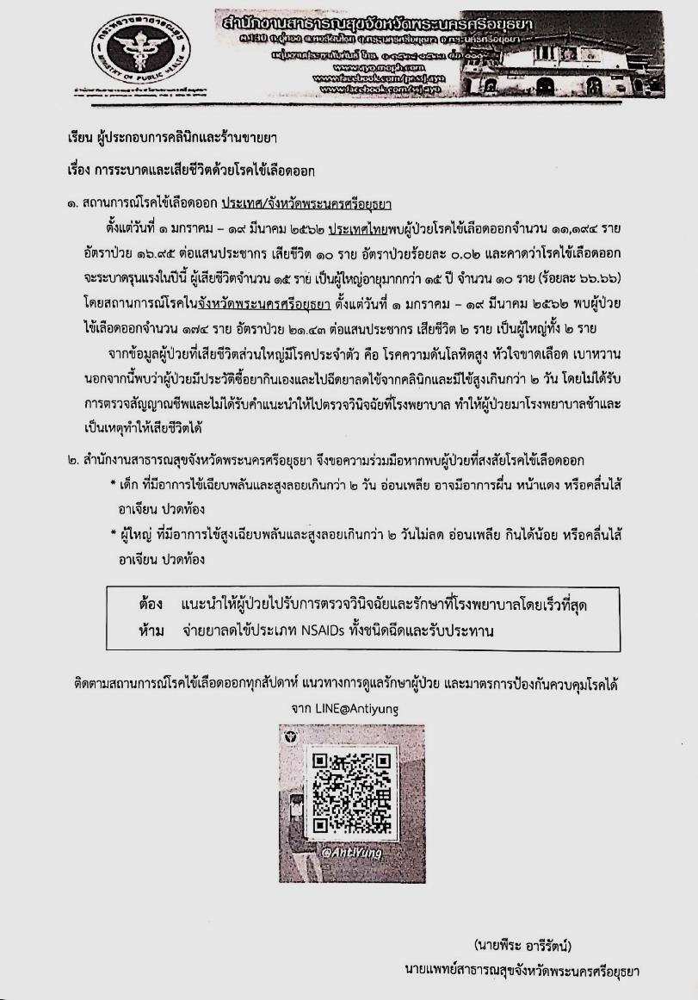 กระทรวงสาธารณสุข
MINISTRY OF PUBLIC HEALTH
สำนักงานสาธารณสุขจังหวัดพระนครศรีอยุธยา
www.ayo.moph.com
www.facebook.com/pr.ssj.ayo
www.facebook.com/ssj.ayo
เรียน ผู้ประกอบการคลินิกและร้านขายยา
เรื่อง การระบาดและเสียชีวิตด้วยโรคไข้เลือดออก
๑. สถานการณ์โรคไข้เลือดออก ประเทศ/จังหวัดพระนครศรีอยุธยา
ตั้งแต่วันที่ ๑ มกราคม – ๑๙ มีนาคม ๒๕๖๒ ประเทศไทยพบผู้ป่วยโรคไข้เลือดออกจำนวน ๑๑,๑๙๔ ราย
อัตราป่วย ๑๖.๙๕ ต่อแสนประชากร เสียชีวิต ๑๐ ราย อัตราป่วยร้อยละ ๐.๐๒ และคาดว่าโรคไข้เลือดออก
จะระบาดรุนแรงในปีนี้ ผู้เสียชีวิตจำนวน ๑๕ ราย เป็นผู้ใหญ่อายุมากกว่า ๑๕ ปี จำนวน ๑๐ ราย (ร้อยละ ๖๖.๖๖)
โดยสถานการณ์โรคในจังหวัดพระนครศรีอยุธยา ตั้งแต่วันที่ ๑ มกราคม – ๑๙ มีนาคม ๒๕๖๒ พบผู้ป่วย
ไข้เลือดออกจำนวน ๑๗๔ ราย อัตราป่วย ๒๑.๔๓ ต่อแสนประชากร เสียชีวิต ๒ ราย เป็นผู้ใหญ่ทั้ง ๒ ราย
จากข้อมูลผู้ป่วยที่เสียชีวิตส่วนใหญ่มีโรคประจำตัว คือ โรคความดันโลหิตสูง หัวใจขาดเลือด เบาหวาน
นอกจากนี้พบว่าผู้ป่วยมีประวัติซื้อยากินเองและไปฉีดยาลดไข้จากคลินิกและมีไข้สูงเกินกว่า ๒ วัน โดยไม่ได้รับ
การตรวจสัญญาณชีพและไม่ได้รับคำแนะนำให้ไปตรวจวินิจฉัยที่โรงพยาบาล ทำให้ผู้ป่วยมาโรงพยาบาลช้าและ
เป็นเหตุทำให้เสียชีวิตได้
๒. สำนักงานสาธารณสุขจังหวัดพระนครศรีอยุธยา จึงขอความร่วมมือหากพบผู้ป่วยที่สงสัยโรคไข้เลือดออก
* เด็ก ที่มีอาการไข้เฉียบพลันและสูงลอยเกินกว่า ๒ วัน อ่อนเพลีย อาจมีอาการผื่น หน้าแดง หรือคลื่นไส้
อาเจียน ปวดท้อง
* ผู้ใหญ่ ที่มีอาการไข้สูงเฉียบพลันและสูงลอยเกินกว่า ๒ วันไม่ลด อ่อนเพลีย กินได้น้อย หรือคลื่นไส้
อาเจียน ปวดท้อง
ต้อง แนะนำให้ผู้ป่วยไปรับการตรวจวินิจฉัยและรักษาที่โรงพยาบาลโดยเร็วที่สุด
ห้าม จ่ายยาลดไข้ประเภท NSAIDs ทั้งชนิดฉีดและรับประทาน
ติดตามสถานการณ์โรคไข้เลือดออกทุกสัปดาห์ แนวทางการดูแลรักษาผู้ป่วย และมาตรการป้องกันควบคุมโรคได้
จาก LINE@Antiyung
@AntiYung
(นายพีระ อารีรัตน์)
นายแพทย์สาธารณสุขจังหวัดพระนครศรีอยุธยา